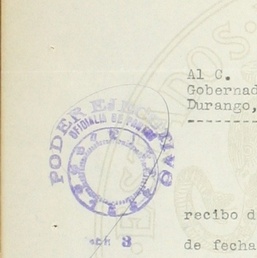 Al C.
Gobernad
Durango,
PODER EJECUTIVO
OFICIALIA DE PARTES
recibo d
3
de fecha